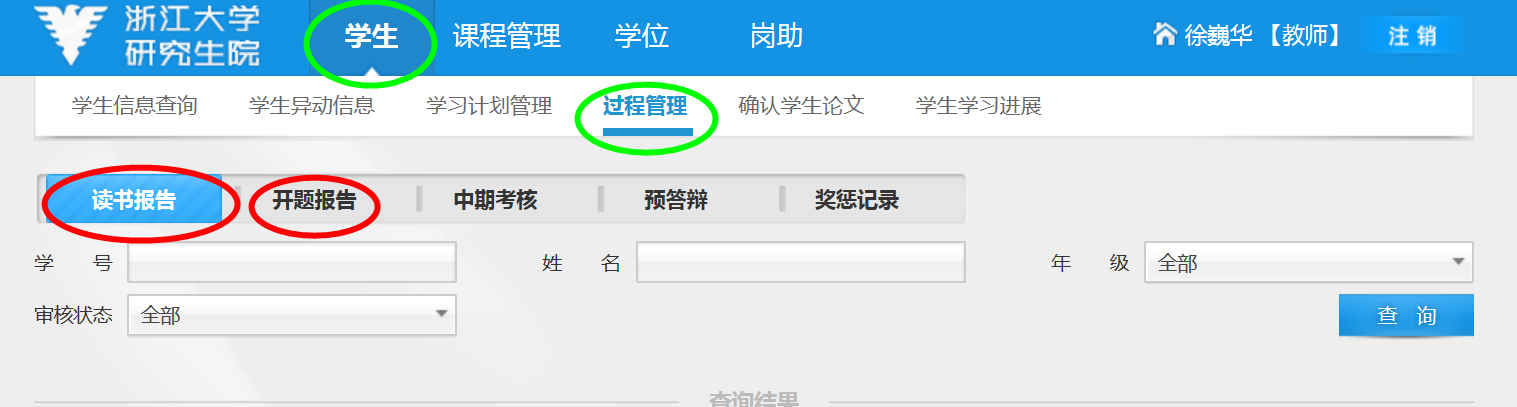 浙江大学
研究生院
学生 课程管理 学位 岗助 徐巍华 【教师】 注 销
学生信息查询 学生异动信息 学习计划管理 过程管理 确认学生论文 学生学习进展
读书报告 开题报告 中期考核 预答辩 奖惩记录
学 号 姓 名 年 级 全部
审核状态 全部 查 询
查询结果